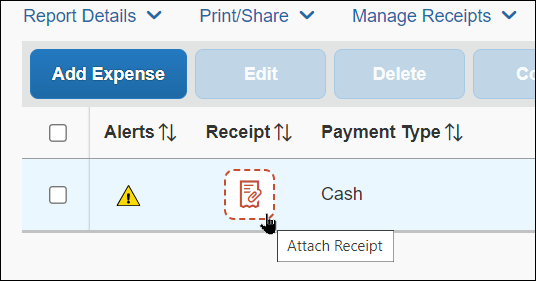 Report Details Print/Share Manage Receipts
Add Expense Edit Delete Co
Alerts Receipt Payment Type
Cash
Attach Receipt